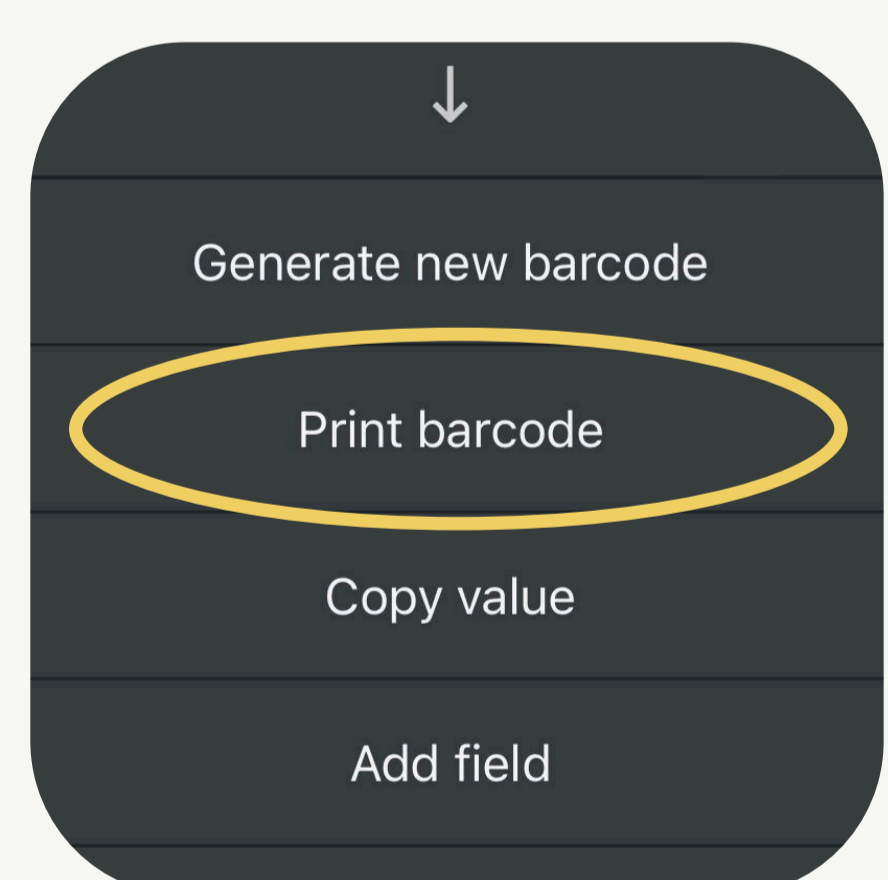 Generate new barcode
Print barcode
Copy value
Add field